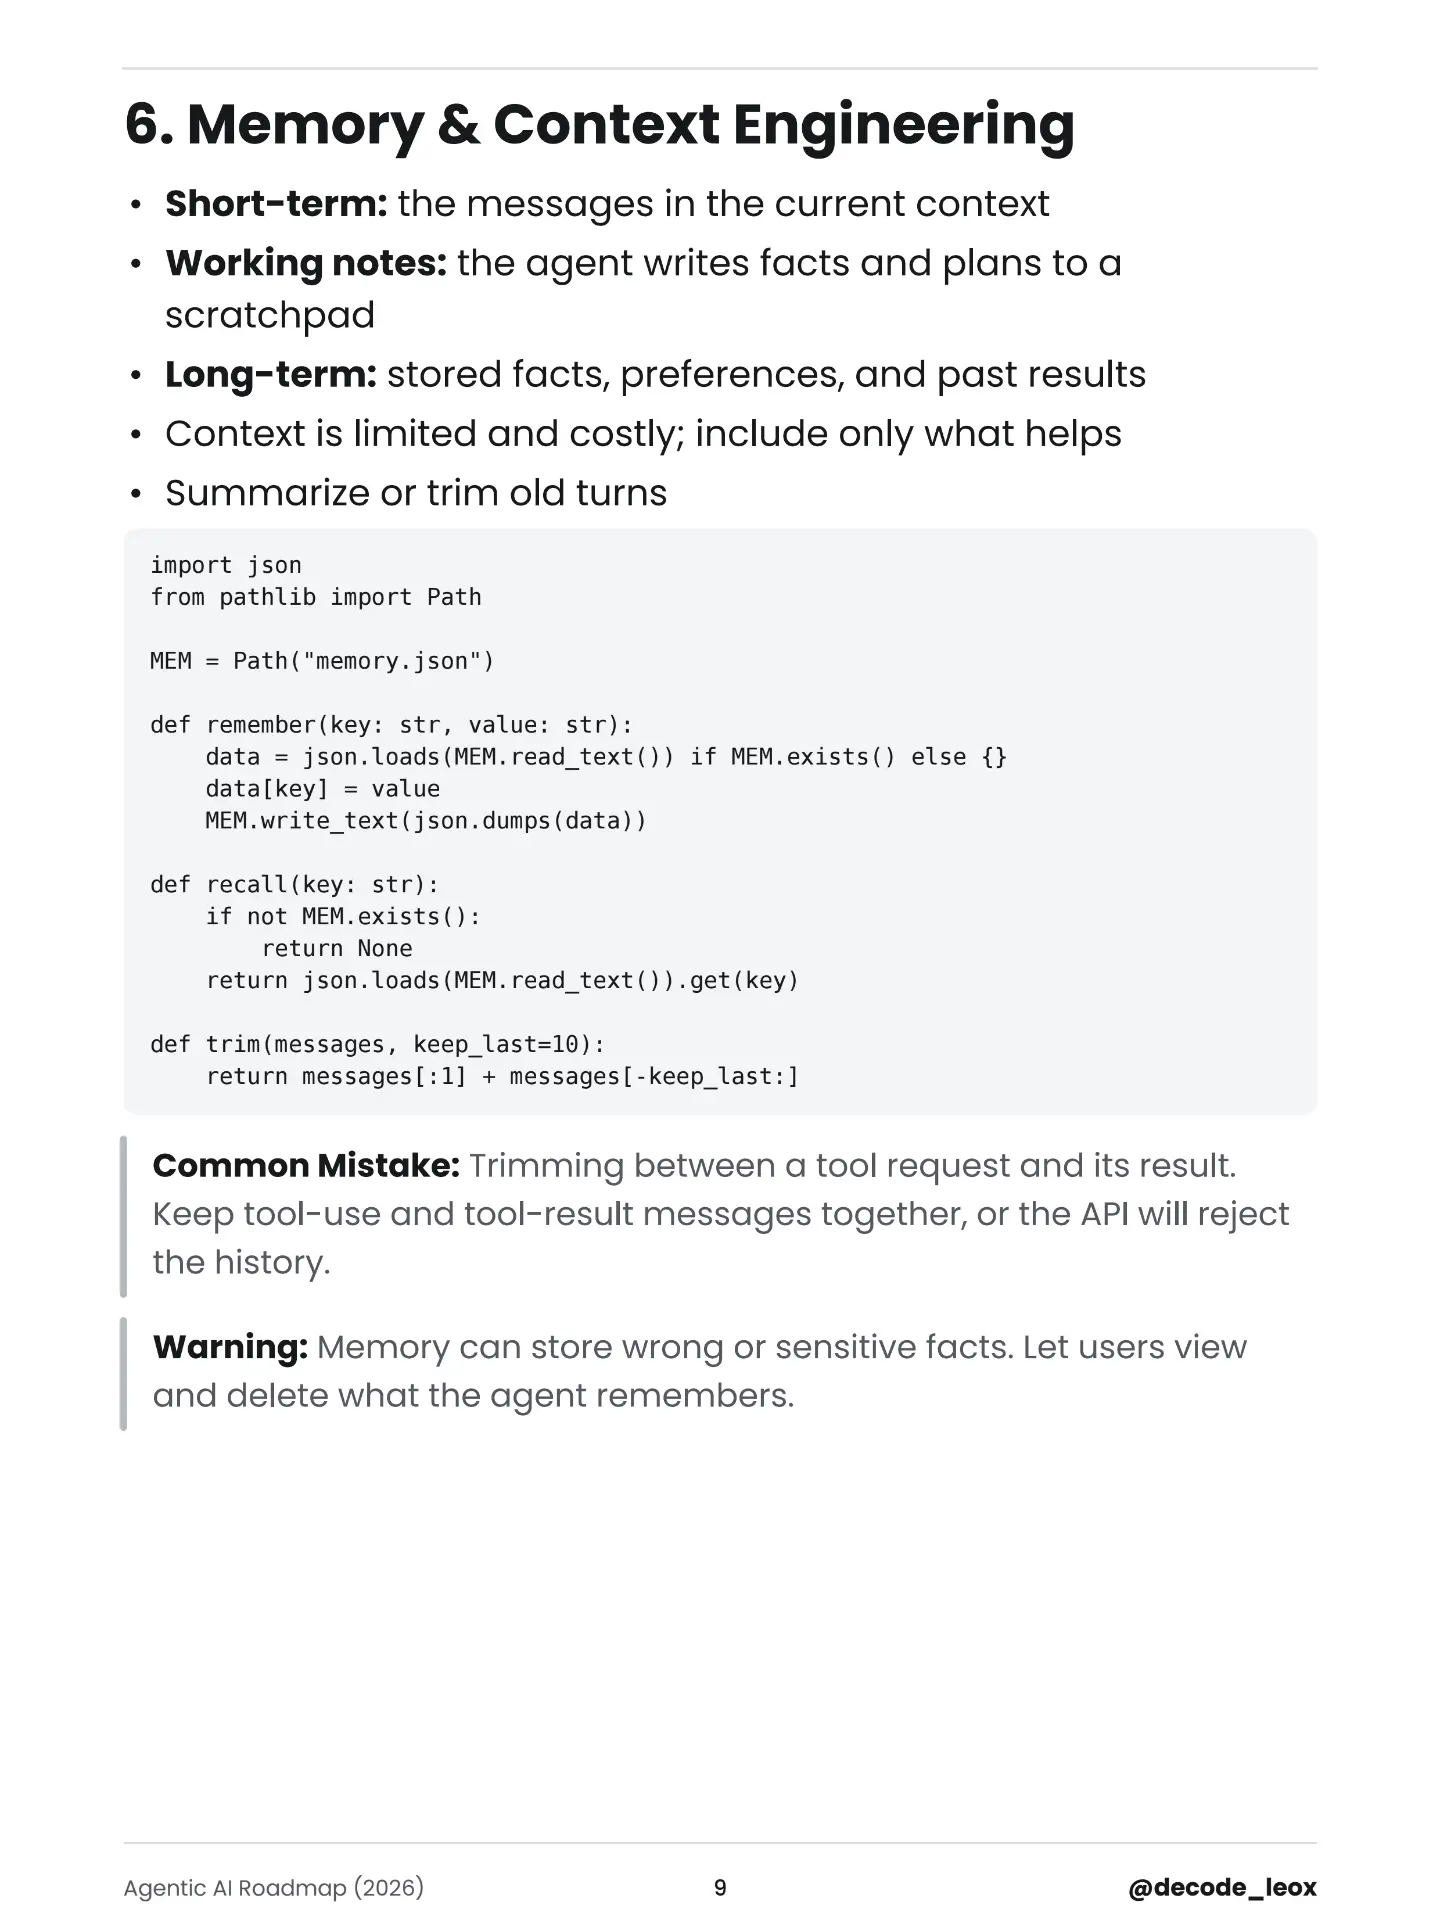 6. Memory & Context Engineering
• Short-term: the messages in the current context
• Working notes: the agent writes facts and plans to a
scratchpad
• Long-term: stored facts, preferences, and past results
• Context is limited and costly; include only what helps
• Summarize or trim old turns
import json
from pathlib import Path

MEM = Path("memory.json")

def remember(key: str, value: str):
    data = json.loads(MEM.read_text()) if MEM.exists() else {}
    data[key] = value
    MEM.write_text(json.dumps(data))

def recall(key: str):
    if not MEM.exists():
        return None
    return json.loads(MEM.read_text()).get(key)

def trim(messages, keep_last=10):
    return messages[:1] + messages[-keep_last:]
Common Mistake: Trimming between a tool request and its result.
Keep tool-use and tool-result messages together, or the API will reject
the history.
Warning: Memory can store wrong or sensitive facts. Let users view
and delete what the agent remembers.
Agentic AI Roadmap (2026)
9
@decode_leox